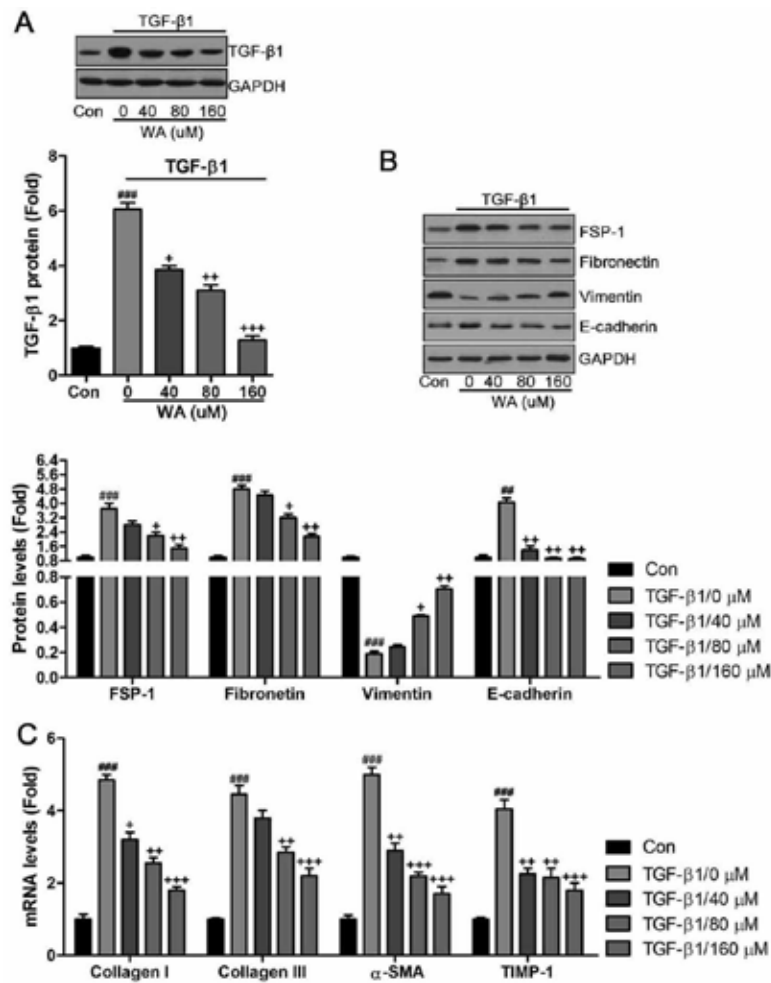 A
TGF-β1
TGF-β1
GAPDH
Con 0 40 80 160
WA (uM)
TGF-β1 protein (Fold)
8
6
4
2
0
TGF-β1
###
+
++
+++
Con 0 40 80 160
WA (uM)
B
TGF-β1
FSP-1
Fibronectin
Vimentin
E-cadherin
GAPDH
Con 0 40 80 160
WA (uM)
Protein levels (Fold)
6.4
5.6
4.8
4.0
3.2
2.4
1.6
0.8
0.8
0.6
0.4
0.2
0.0
### + ++
### + ++
### + ++
## ++ ++ ++
FSP-1 Fibronetin Vimentin E-cadherin
Con
TGF-β1/0 μM
TGF-β1/40 μM
TGF-β1/80 μM
TGF-β1/160 μM
C
mRNA levels (Fold)
6
4
2
0
### + ++ +++
### ++ +++
### ++ +++ +++
### ++ ++ +++
Collagen I Collagen III α-SMA TIMP-1
Con
TGF-β1/0 μM
TGF-β1/40 μM
TGF-β1/80 μM
TGF-β1/160 μM